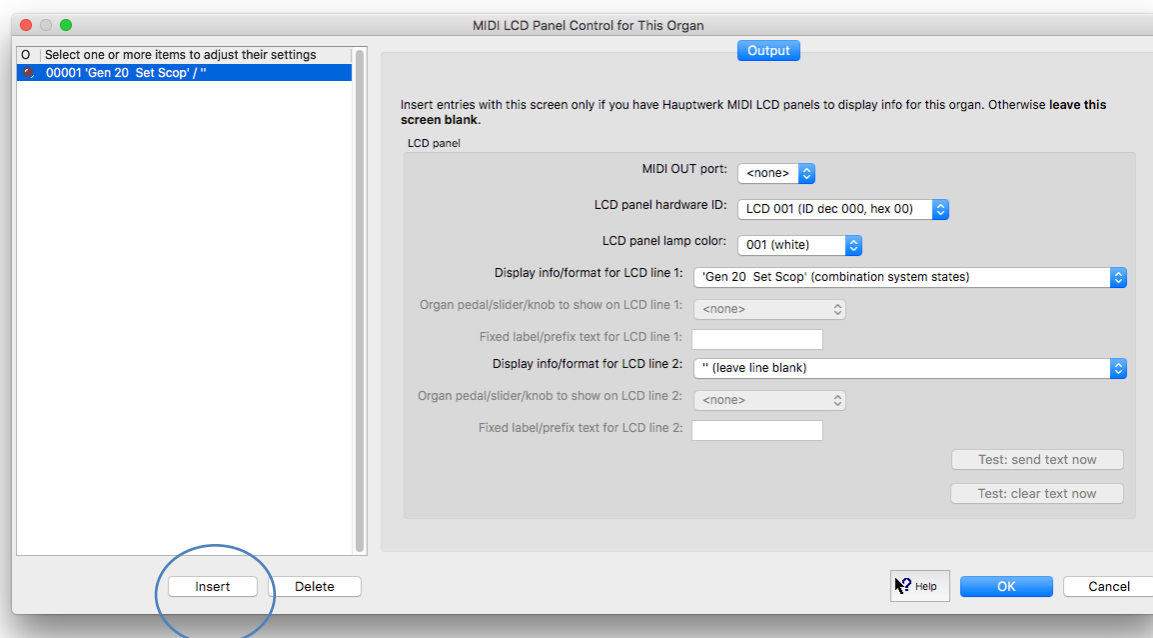 MIDI LCD Panel Control for This Organ
O Select one or more items to adjust their settings
00001 'Gen 20  Set Scop' / ''
Output
Insert entries with this screen only if you have Hauptwerk MIDI LCD panels to display info for this organ. Otherwise leave this
screen blank.
LCD panel
MIDI OUT port: <none>
LCD panel hardware ID: LCD 001 (ID dec 000, hex 00)
LCD panel lamp color: 001 (white)
Display info/format for LCD line 1: 'Gen 20  Set Scop' (combination system states)
Organ pedal/slider/knob to show on LCD line 1: <none>
Fixed label/prefix text for LCD line 1:
Display info/format for LCD line 2: '' (leave line blank)
Organ pedal/slider/knob to show on LCD line 2: <none>
Fixed label/prefix text for LCD line 2:
Test: send text now
Test: clear text now
Insert Delete ? Help OK Cancel